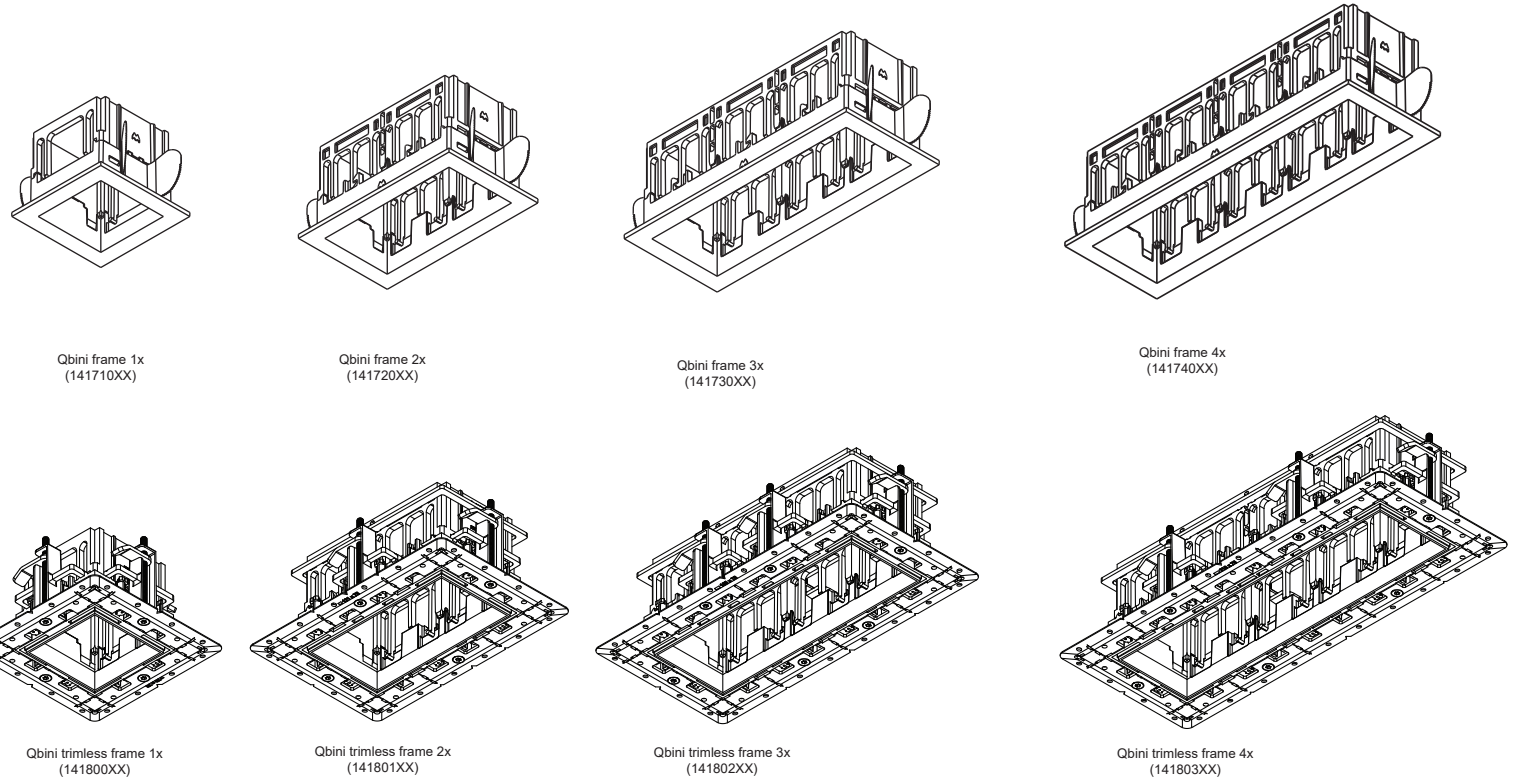 Qbini frame 1x
(141710XX)
Qbini frame 2x
(141720XX)
Qbini frame 3x
(141730XX)
Qbini frame 4x
(141740XX)
Qbini trimless frame 1x
(141800XX)
Qbini trimless frame 2x
(141801XX)
Qbini trimless frame 3x
(141802XX)
Qbini trimless frame 4x
(141803XX)